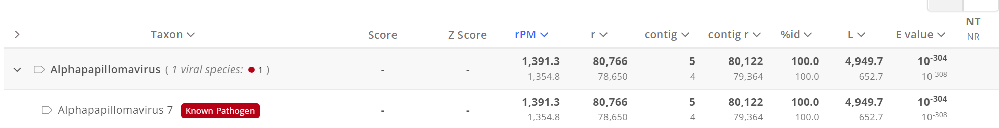 NT
Taxon Score Z Score rPM r contig contig r %id L E value NR
Alphapapillomavirus ( 1 viral species: 1 ) - - 1,391.3 80,766 5 80,122 100.0 4,949.7 10-304
1,354.8 78,650 4 79,364 100.0 652.7 10-308
Alphapapillomavirus 7 Known Pathogen - - 1,391.3 80,766 5 80,122 100.0 4,949.7 10-304
1,354.8 78,650 4 79,364 100.0 652.7 10-308